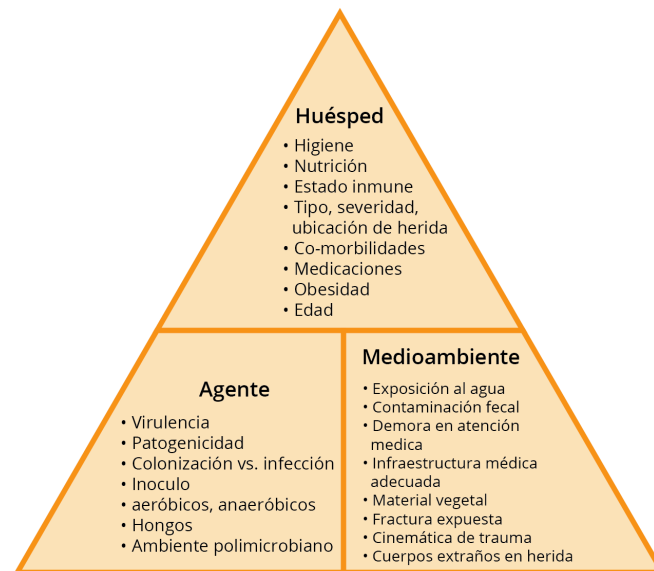 Huésped
• Higiene
• Nutrición
• Estado inmune
• Tipo, severidad,
ubicación de herida
• Co-morbilidades
• Medicaciones
• Obesidad
• Edad
Agente
• Virulencia
• Patogenicidad
• Colonización vs. infección
• Inoculo
• aeróbicos, anaeróbicos
• Hongos
• Ambiente polimicrobiano
Medioambiente
• Exposición al agua
• Contaminación fecal
• Demora en atención
medica
• Infraestructura médica
adecuada
• Material vegetal
• Fractura expuesta
• Cinemática de trauma
• Cuerpos extraños en herida